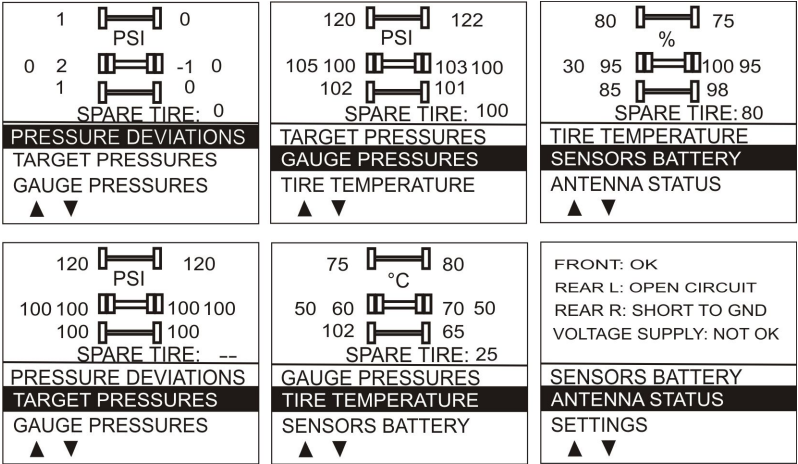 1 0
PSI
0 2 -1 0
1 0
SPARE TIRE: 0
PRESSURE DEVIATIONS
TARGET PRESSURES
GAUGE PRESSURES
120 122
PSI
105 100 103 100
102 101
SPARE TIRE: 100
TARGET PRESSURES
GAUGE PRESSURES
TIRE TEMPERATURE
80 75
%
30 95 100 95
85 98
SPARE TIRE: 80
TIRE TEMPERATURE
SENSORS BATTERY
ANTENNA STATUS
120 120
PSI
100 100 100 100
100 100
SPARE TIRE: --
PRESSURE DEVIATIONS
TARGET PRESSURES
GAUGE PRESSURES
75 80
°C
50 60 70 50
102 65
SPARE TIRE: 25
GAUGE PRESSURES
TIRE TEMPERATURE
SENSORS BATTERY
FRONT: OK
REAR L: OPEN CIRCUIT
REAR R: SHORT TO GND
VOLTAGE SUPPLY: NOT OK
SENSORS BATTERY
ANTENNA STATUS
SETTINGS